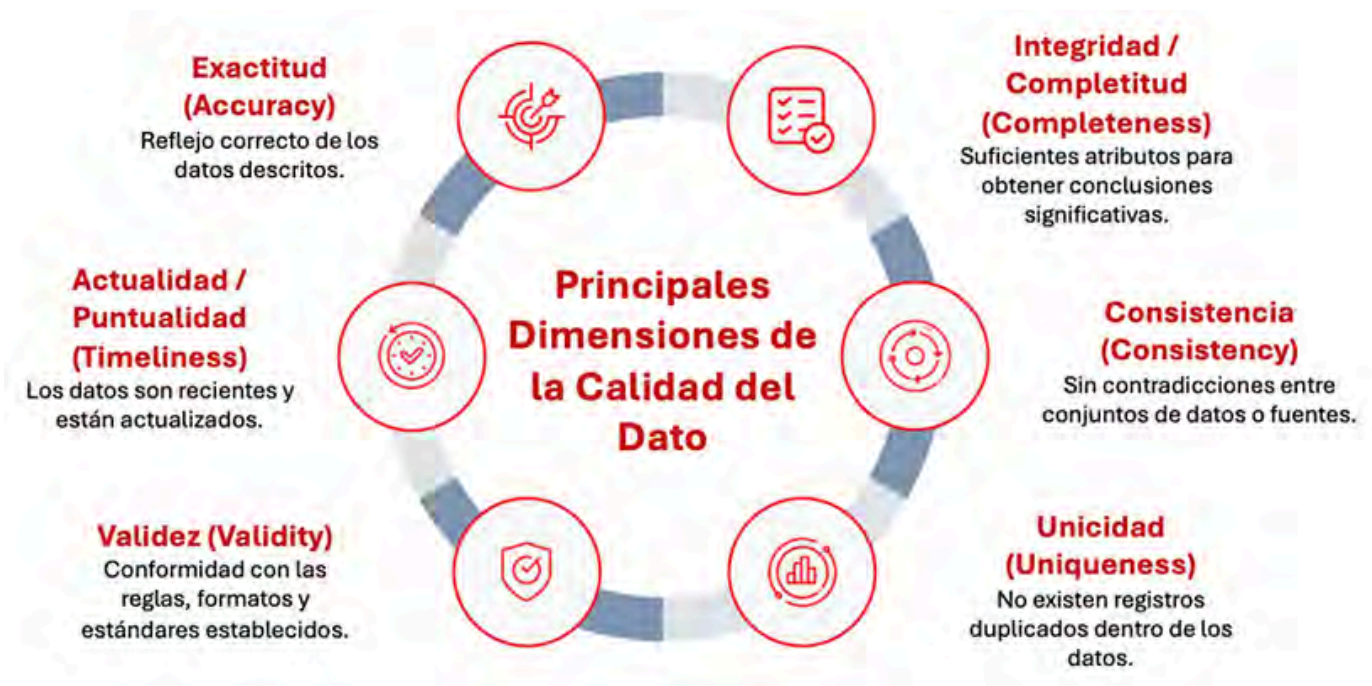 Exactitud
(Accuracy)
Reflejo correcto de los
datos descritos.
Integridad /
Completitud
(Completeness)
Suficientes atributos para
obtener conclusiones
significativas.
Actualidad /
Puntualidad
(Timeliness)
Los datos son recientes y
están actualizados.
Principales
Dimensiones de
la Calidad del
Dato
Consistencia
(Consistency)
Sin contradicciones entre
conjuntos de datos o fuentes.
Validez (Validity)
Conformidad con las
reglas, formatos y
estándares establecidos.
Unicidad
(Uniqueness)
No existen registros
duplicados dentro de los
datos.